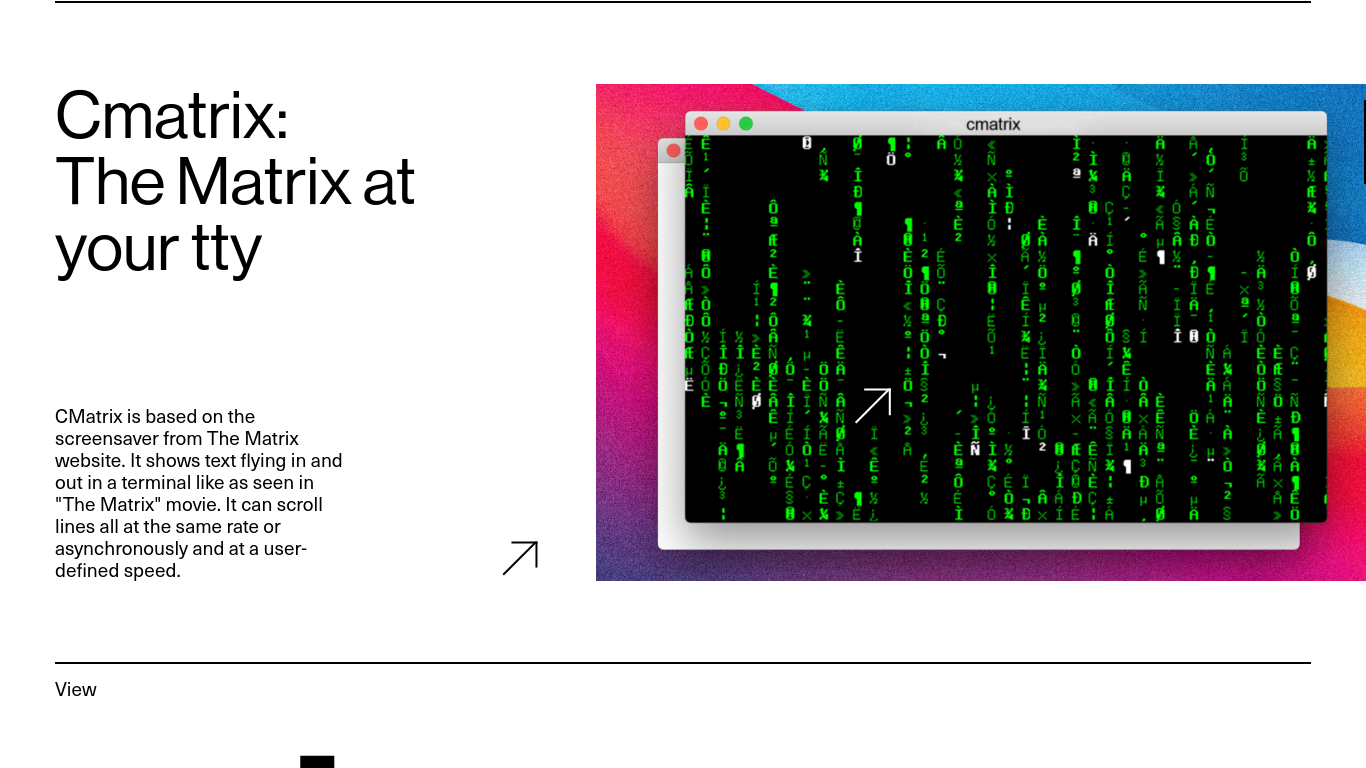 Cmatrix:
The Matrix at
your tty
CMatrix is based on the
screensaver from The Matrix
website. It shows text flying in and
out in a terminal like as seen in
"The Matrix" movie. It can scroll
lines all at the same rate or
asynchronously and at a user-
defined speed.
cmatrix
View